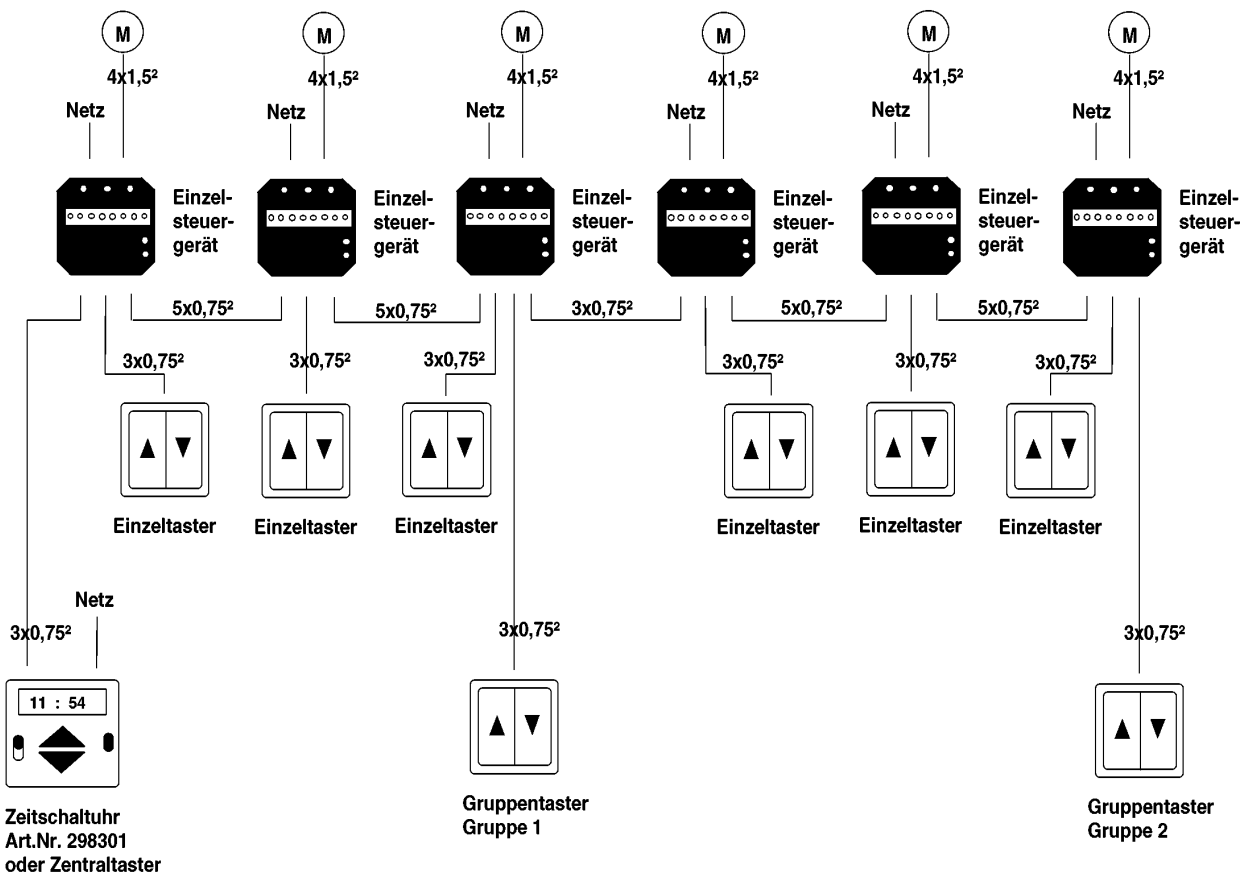 M M M M M M
4x1,5² 4x1,5² 4x1,5² 4x1,5² 4x1,5² 4x1,5²
Netz Netz Netz Netz Netz Netz
Einzel- Einzel- Einzel- Einzel- Einzel- Einzel-
steuer- steuer- steuer- steuer- steuer- steuer-
gerät gerät gerät gerät gerät gerät
5x0,75² 5x0,75² 3x0,75² 5x0,75² 5x0,75²
3x0,75² 3x0,75² 3x0,75² 3x0,75² 3x0,75² 3x0,75²
Einzeltaster Einzeltaster Einzeltaster Einzeltaster Einzeltaster Einzeltaster
Netz
3x0,75² 3x0,75² 3x0,75²
11 : 54
Zeitschaltuhr
Art.Nr. 298301
oder Zentraltaster
Gruppentaster
Gruppe 1
Gruppentaster
Gruppe 2